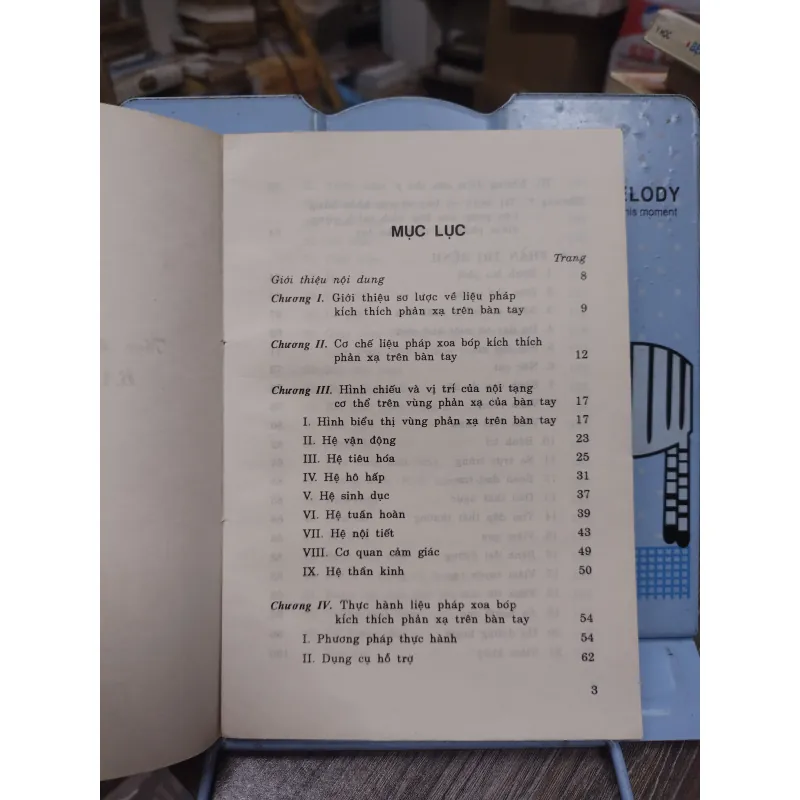 MỤC LỤC
Trang
Giới thiệu nội dung 8
Chương I. Giới thiệu sơ lược về liệu pháp
kích thích phản xạ trên bàn tay 9
Chương II. Cơ chế liệu pháp xoa bóp kích thích
phản xạ trên bàn tay 12
Chương III. Hình chiếu và vị trí của nội tạng
cơ thể trên vùng phản xạ của bàn tay 17
I. Hình biểu thị vùng phản xạ trên bàn tay 17
II. Hệ vận động 23
III. Hệ tiêu hóa 25
IV. Hệ hô hấp 31
V. Hệ sinh dục 37
VI. Hệ tuần hoàn 39
VII. Hệ nội tiết 43
VIII. Cơ quan cảm giác 49
IX. Hệ thần kinh 50
Chương IV. Thực hành liệu pháp xoa bóp
kích thích phản xạ trên bàn tay 54
I. Phương pháp thực hành 54
II. Dụng cụ hỗ trợ 62
3
ELODY
his moment